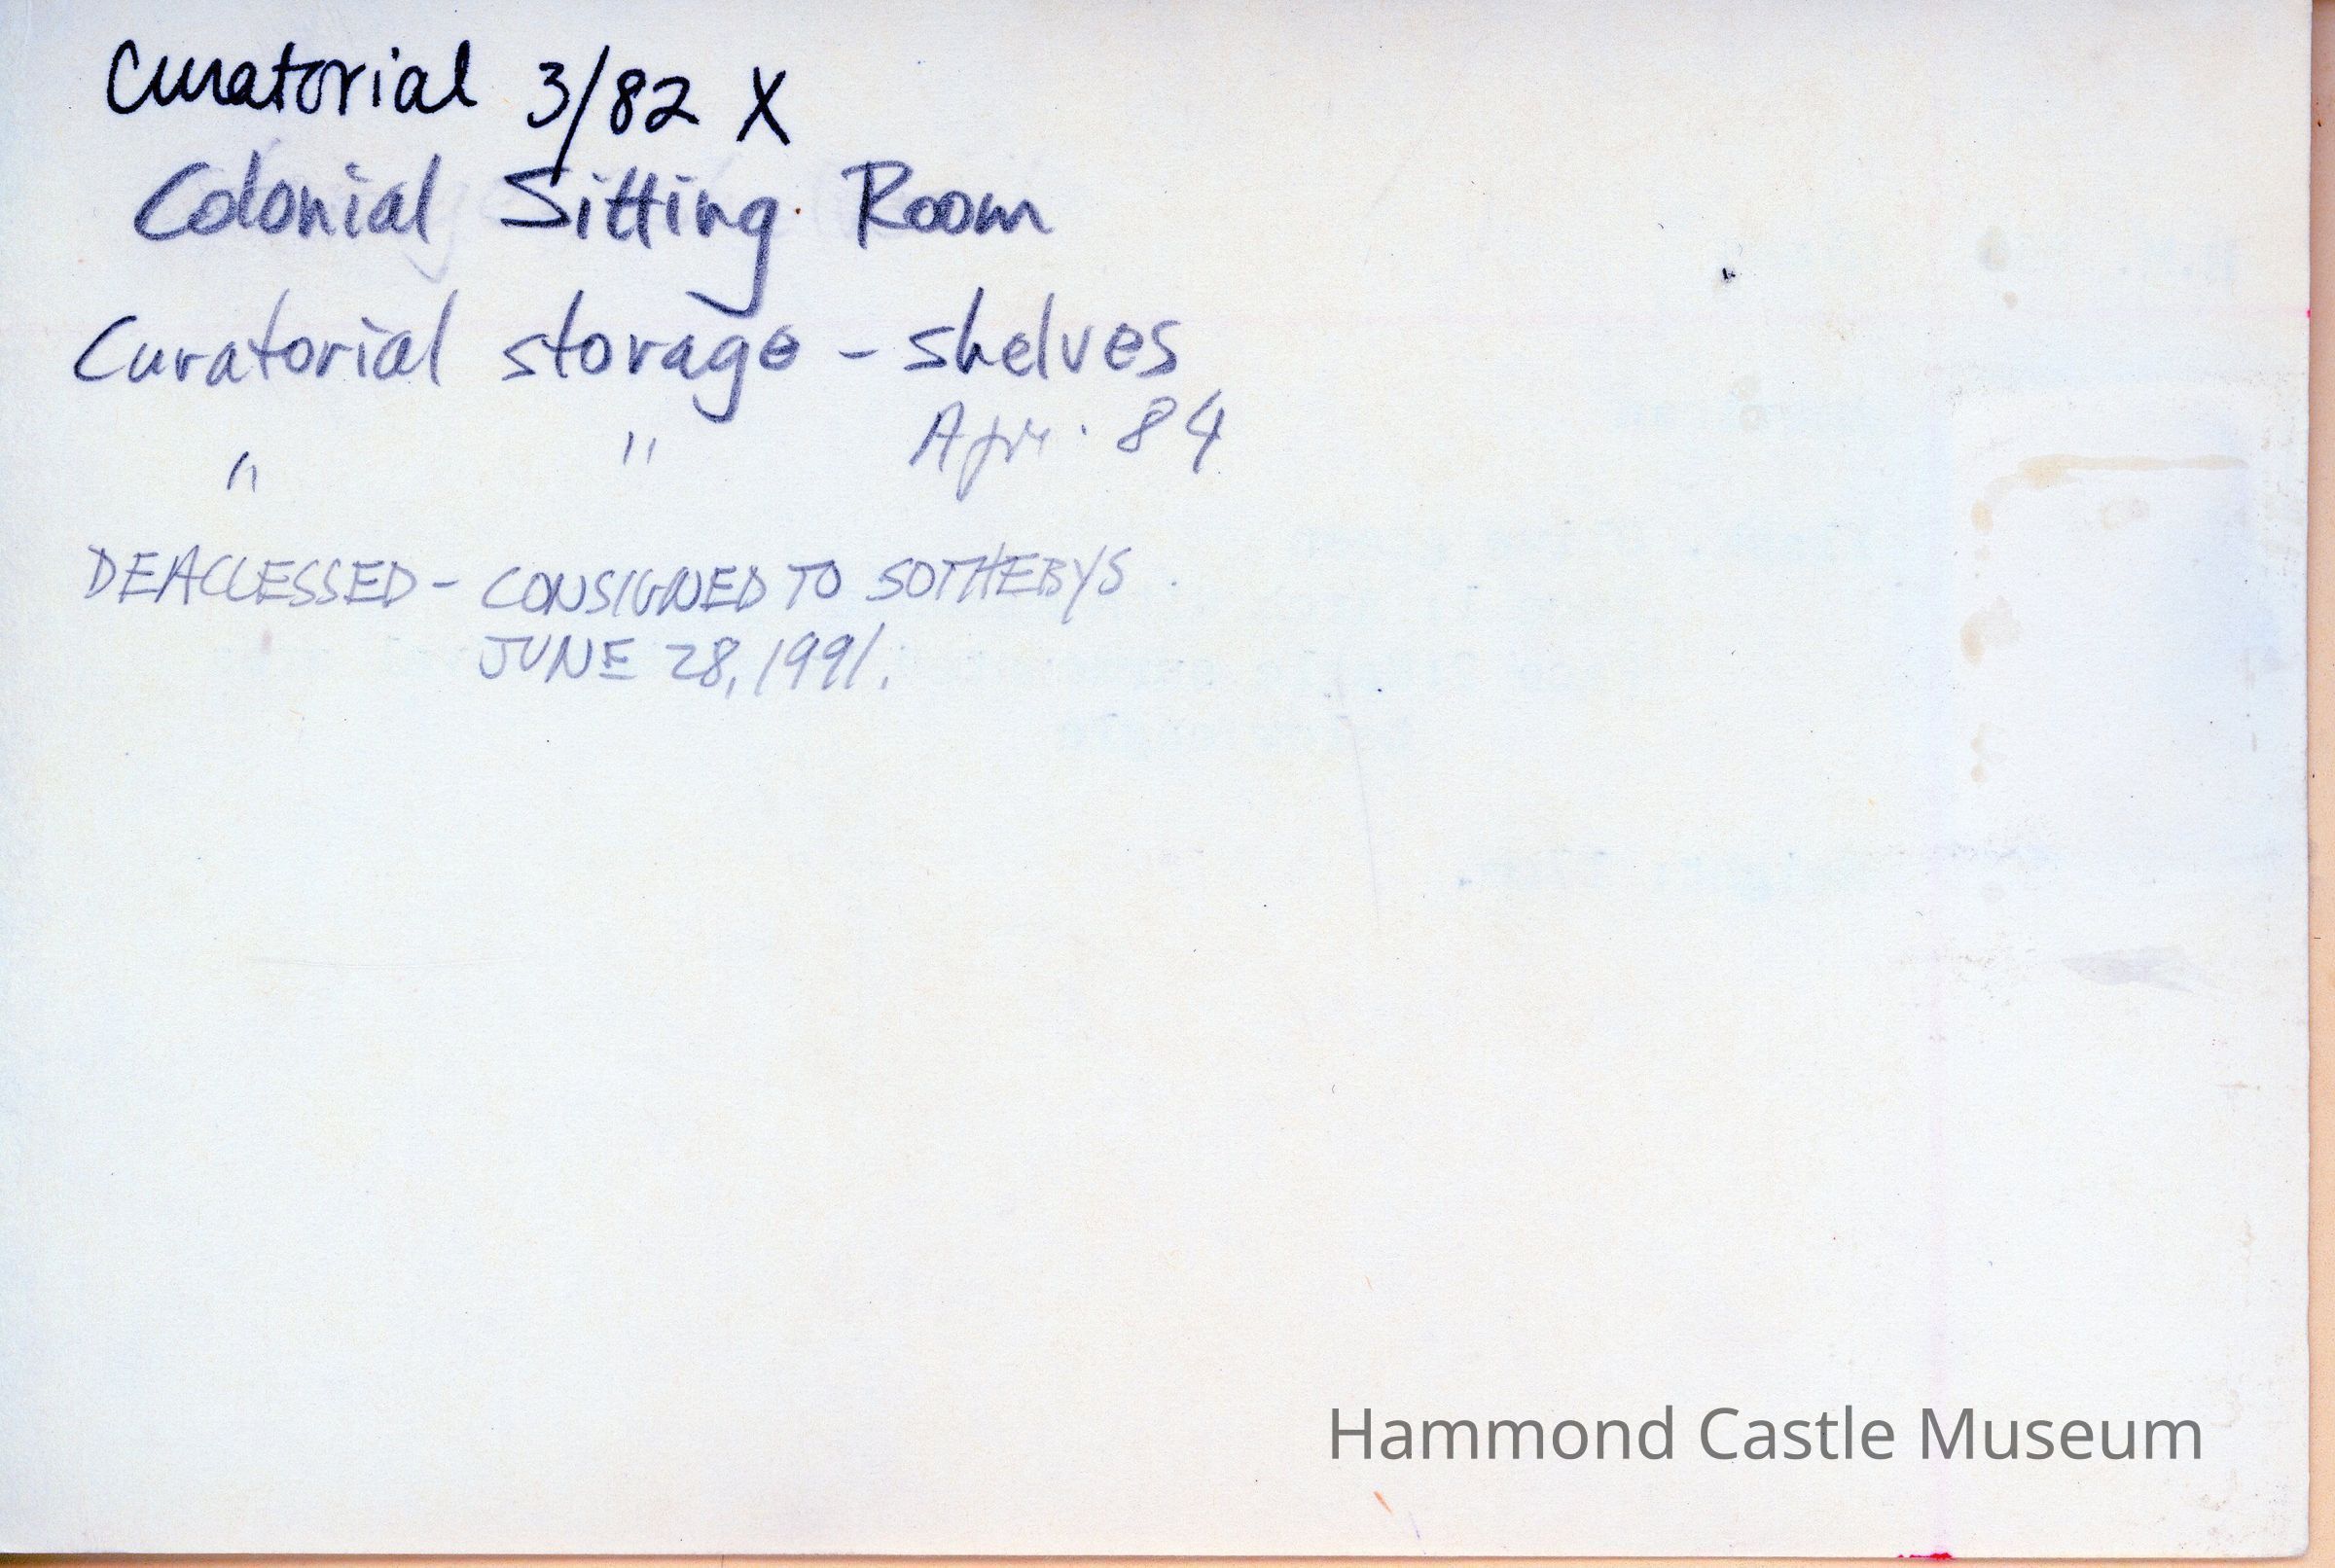 Curatorial 3/82 X
Colonial Sitting Room
Curatorial storage - shelves
" " Apr. 84
DEACCESSED - CONSIGNED TO SOTHEBYS.
JUNE 28, 1991.
Hammond Castle Museum